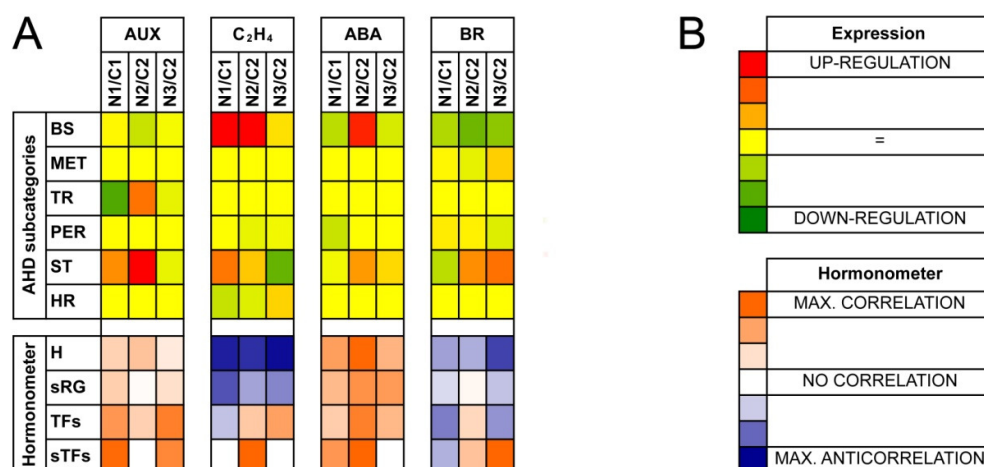 A
AUX
C₂H₄
ABA
BR
N1/C1
N2/C2
N3/C2
N1/C1
N2/C2
N3/C2
N1/C1
N2/C2
N3/C2
N1/C1
N2/C2
N3/C2
AHD subcategories
BS
MET
TR
PER
ST
HR
Hormonometer
H
sRG
TFs
sTFs
B
Expression
UP-REGULATION
=
DOWN-REGULATION
Hormonometer
MAX. CORRELATION
NO CORRELATION
MAX. ANTICORRELATION